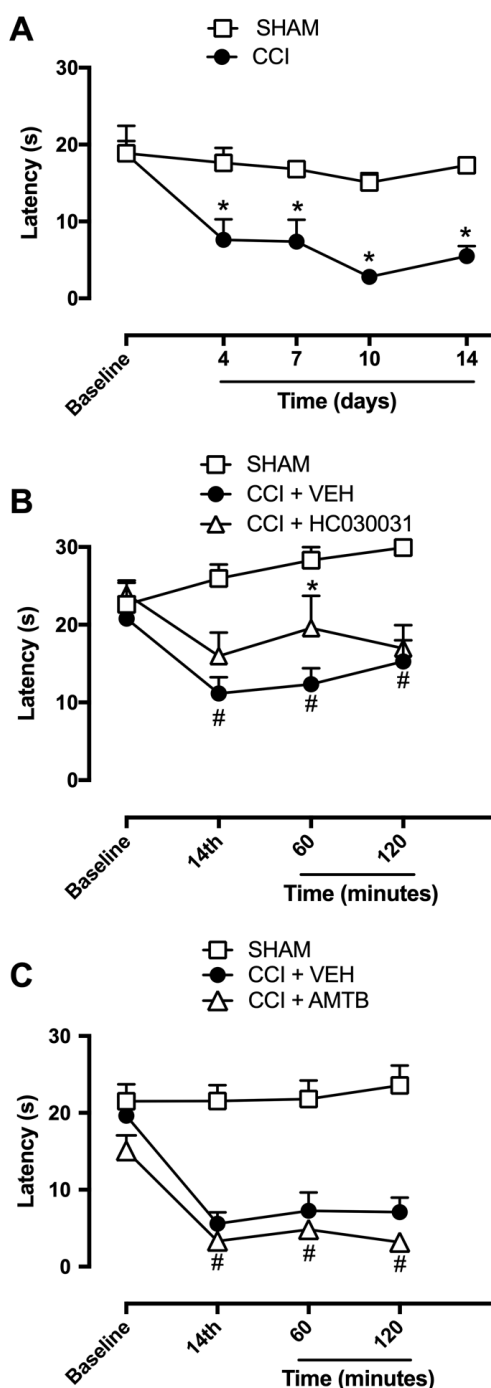 A
SHAM
CCI
30
20
10
0
Latency (s)
* * * *
Baseline 4 7 10 14
Time (days)
B
SHAM
CCI + VEH
CCI + HC030031
30
20
10
0
Latency (s)
*
# # #
Baseline 14th 60 120
Time (minutes)
C
SHAM
CCI + VEH
CCI + AMTB
30
20
10
0
Latency (s)
# # #
Baseline 14th 60 120
Time (minutes)